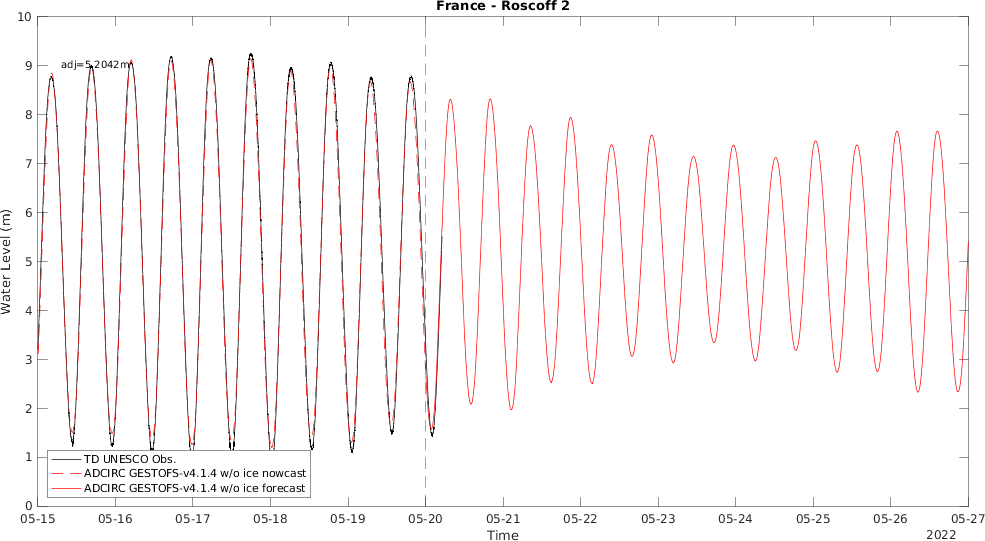 France - Roscoff 2
adj=5.2042m
Water Level (m)
10
9
8
7
6
5
4
3
2
1
0
TD UNESCO Obs.
ADCIRC GESTOFS-v4.1.4 w/o ice nowcast
ADCIRC GESTOFS-v4.1.4 w/o ice forecast
05-15 05-16 05-17 05-18 05-19 05-20 05-21 05-22 05-23 05-24 05-25 05-26 05-27
Time
2022